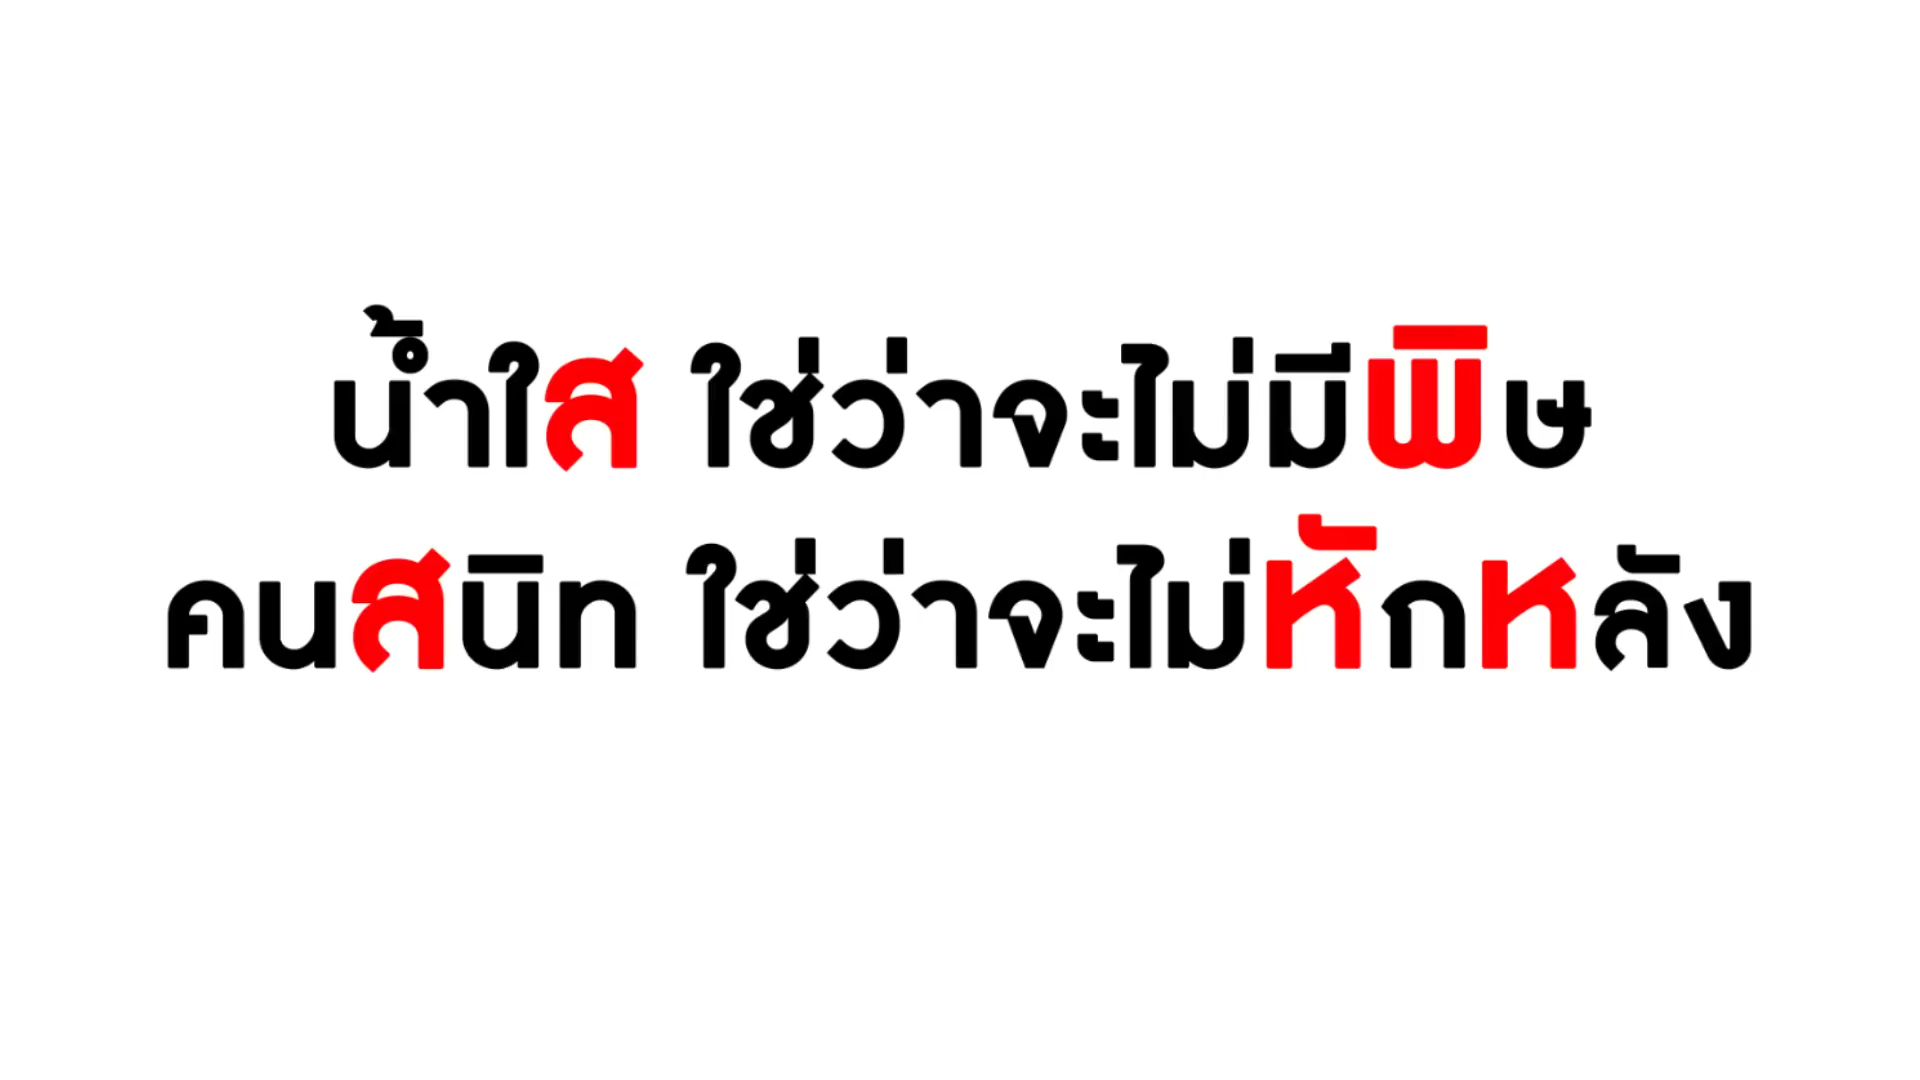 น้ำใส ใช่ว่าจะไม่มีพิษ
คนสนิท ใช่ว่าจะไม่หักหลัง